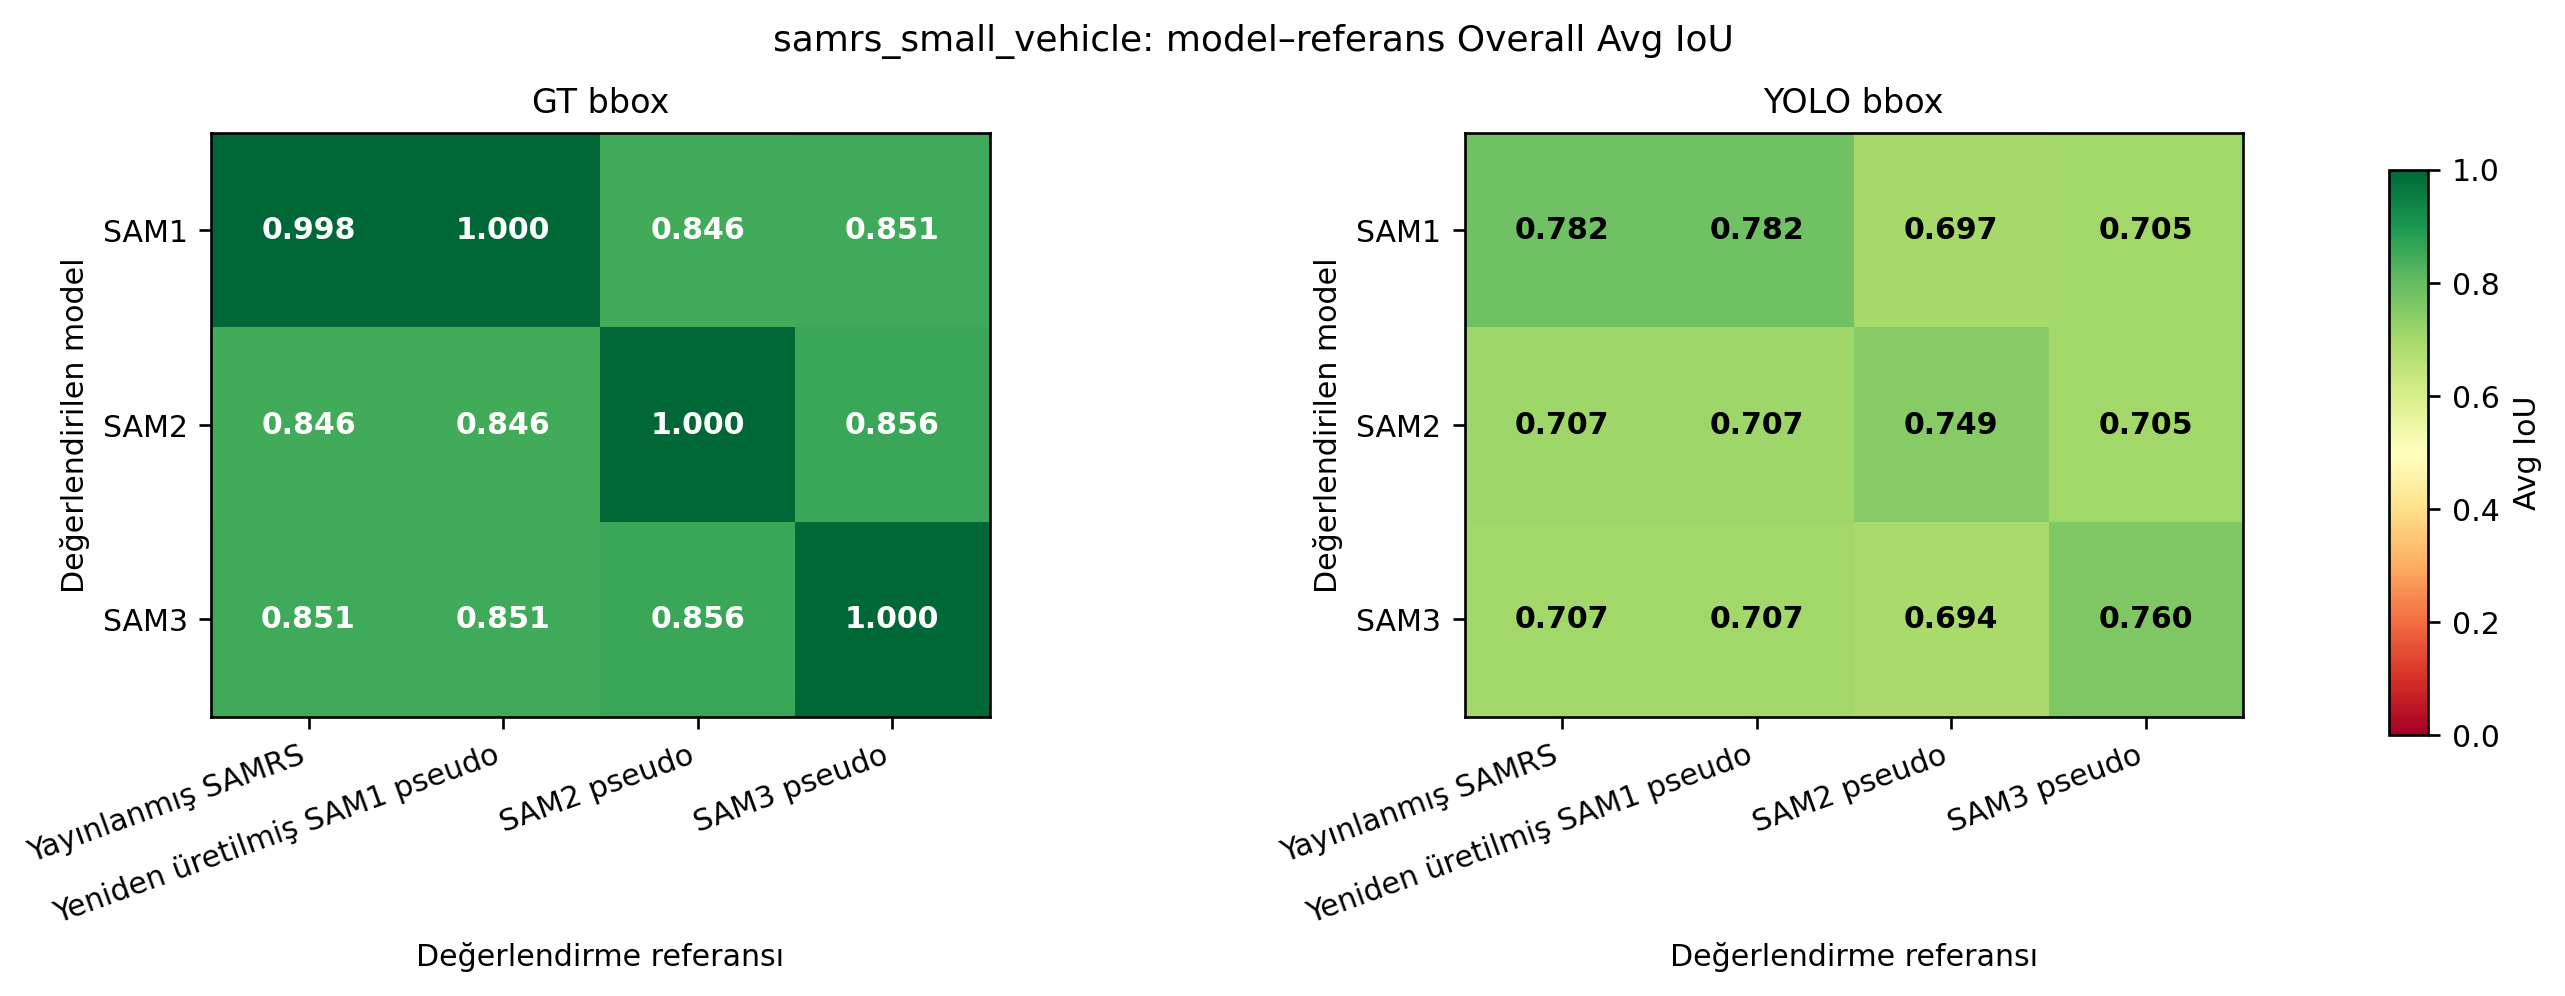 samrs_small_vehicle: model–referans Overall Avg IoU
GT bbox
Değerlendirilen model
SAM1 0.998 1.000 0.846 0.851
SAM2 0.846 0.846 1.000 0.856
SAM3 0.851 0.851 0.856 1.000
Yayınlanmış SAMRS
Yeniden üretilmiş SAM1 pseudo
SAM2 pseudo
SAM3 pseudo
Değerlendirme referansı
YOLO bbox
Değerlendirilen model
SAM1 0.782 0.782 0.697 0.705
SAM2 0.707 0.707 0.749 0.705
SAM3 0.707 0.707 0.694 0.760
Yayınlanmış SAMRS
Yeniden üretilmiş SAM1 pseudo
SAM2 pseudo
SAM3 pseudo
Değerlendirme referansı
1.0
0.8
0.6
0.4
0.2
0.0
Avg IoU